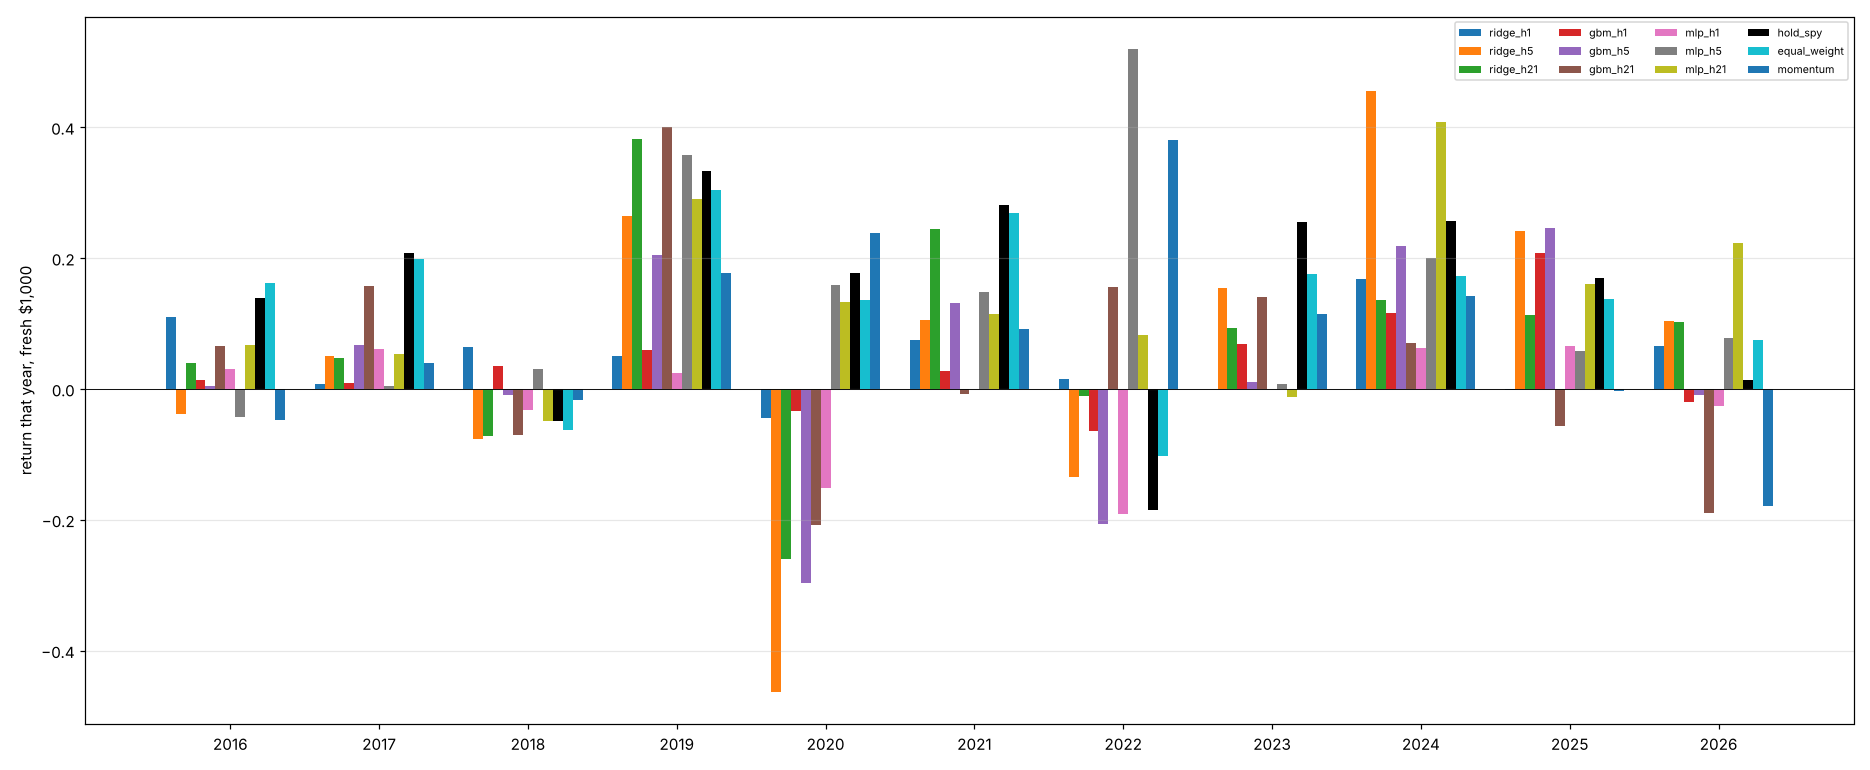 ridge_h1 gbm_h1 mlp_h1 hold_spy
ridge_h5 gbm_h5 mlp_h5 equal_weight
ridge_h21 gbm_h21 mlp_h21 momentum
return that year, fresh $1,000
0.4
0.2
0.0
−0.2
−0.4
2016 2017 2018 2019 2020 2021 2022 2023 2024 2025 2026